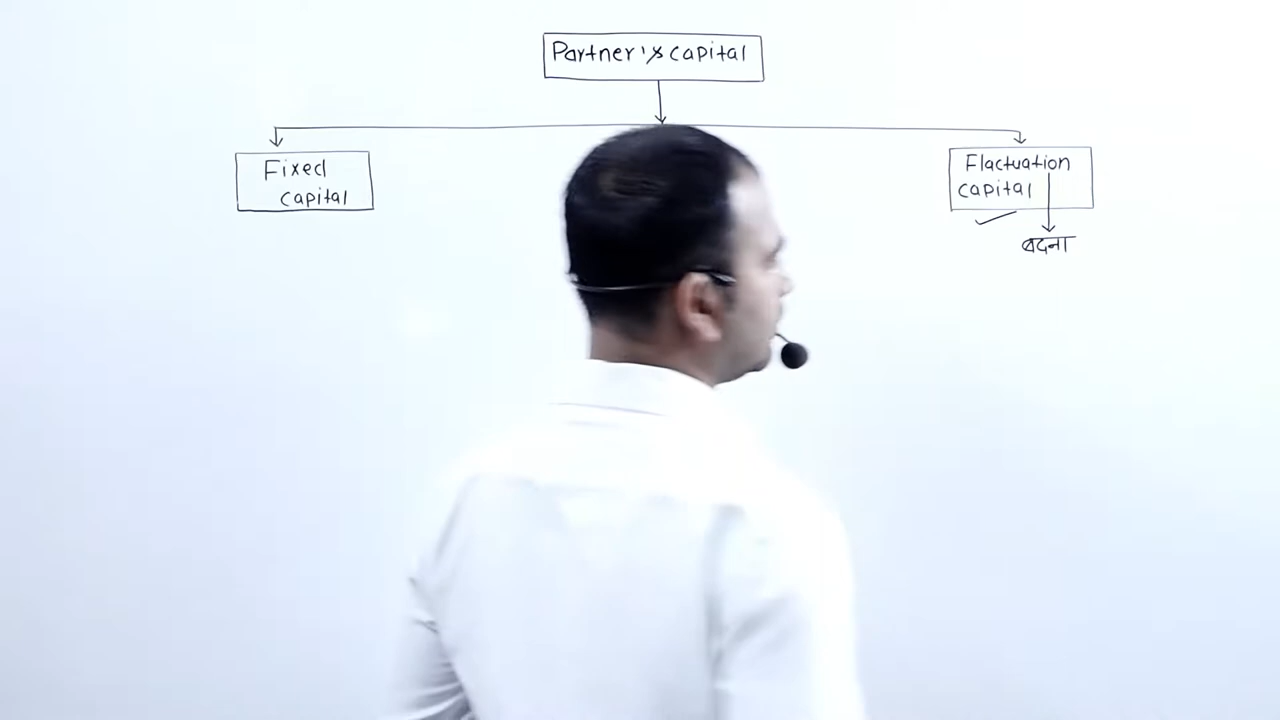 Partner's capital
Fixed
capital
Flactuation
capital
बदना